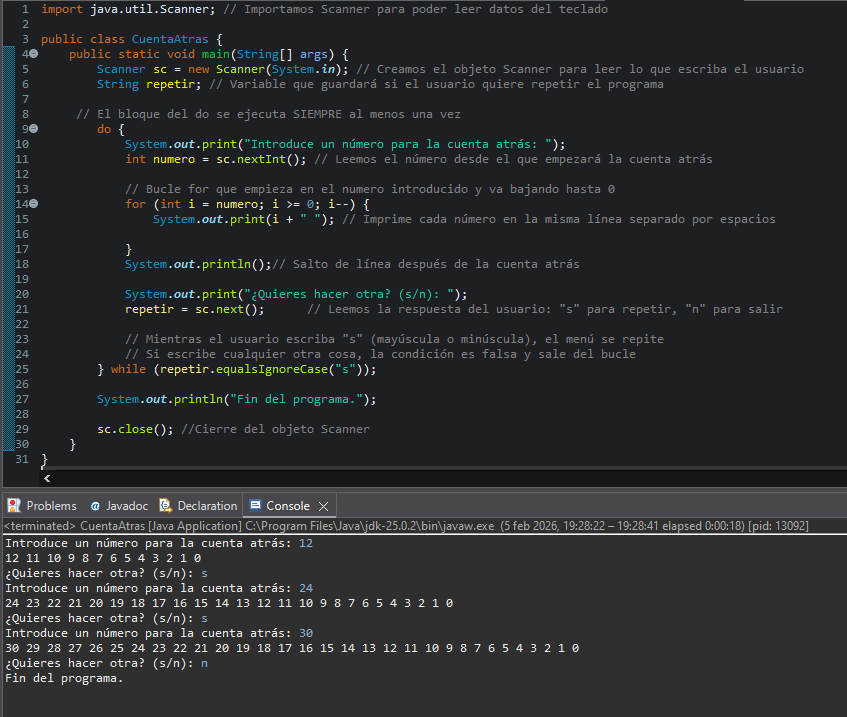 1 import java.util.Scanner; // Importamos Scanner para poder leer datos del teclado
2
3 public class CuentaAtras {
4 public static void main(String[] args) {
5 Scanner sc = new Scanner(System.in); // Creamos el objeto Scanner para leer lo que escriba el usuario
6 String repetir; // Variable que guardará si el usuario quiere repetir el programa
7
8 // El bloque del do se ejecuta SIEMPRE al menos una vez
9 do {
10 System.out.print("Introduce un número para la cuenta atrás: ");
11 int numero = sc.nextInt(); // Leemos el número desde el que empezará la cuenta atrás
12
13 // Bucle for que empieza en el numero introducido y va bajando hasta 0
14 for (int i = numero; i >= 0; i--) {
15 System.out.print(i + " "); // Imprime cada número en la misma línea separado por espacios
16
17 }
18 System.out.println();// Salto de línea después de la cuenta atrás
19
20 System.out.print("¿Quieres hacer otra? (s/n): ");
21 repetir = sc.next(); // Leemos la respuesta del usuario: "s" para repetir, "n" para salir
22
23 // Mientras el usuario escriba "s" (mayúscula o minúscula), el menú se repite
24 // Si escribe cualquier otra cosa, la condición es falsa y sale del bucle
25 } while (repetir.equalsIgnoreCase("s"));
26
27 System.out.println("Fin del programa.");
28
29 sc.close(); //Cierre del objeto Scanner
30 }
31 }
Problems @ Javadoc Declaration Console
<terminated> CuentaAtras [Java Application] C:\Program Files\Java\jdk-25.0.2\bin\javaw.exe (5 feb 2026, 19:28:22 – 19:28:41 elapsed 0:00:18) [pid: 13092]
Introduce un número para la cuenta atrás: 12
12 11 10 9 8 7 6 5 4 3 2 1 0
¿Quieres hacer otra? (s/n): s
Introduce un número para la cuenta atrás: 24
24 23 22 21 20 19 18 17 16 15 14 13 12 11 10 9 8 7 6 5 4 3 2 1 0
¿Quieres hacer otra? (s/n): s
Introduce un número para la cuenta atrás: 30
30 29 28 27 26 25 24 23 22 21 20 19 18 17 16 15 14 13 12 11 10 9 8 7 6 5 4 3 2 1 0
¿Quieres hacer otra? (s/n): n
Fin del programa.